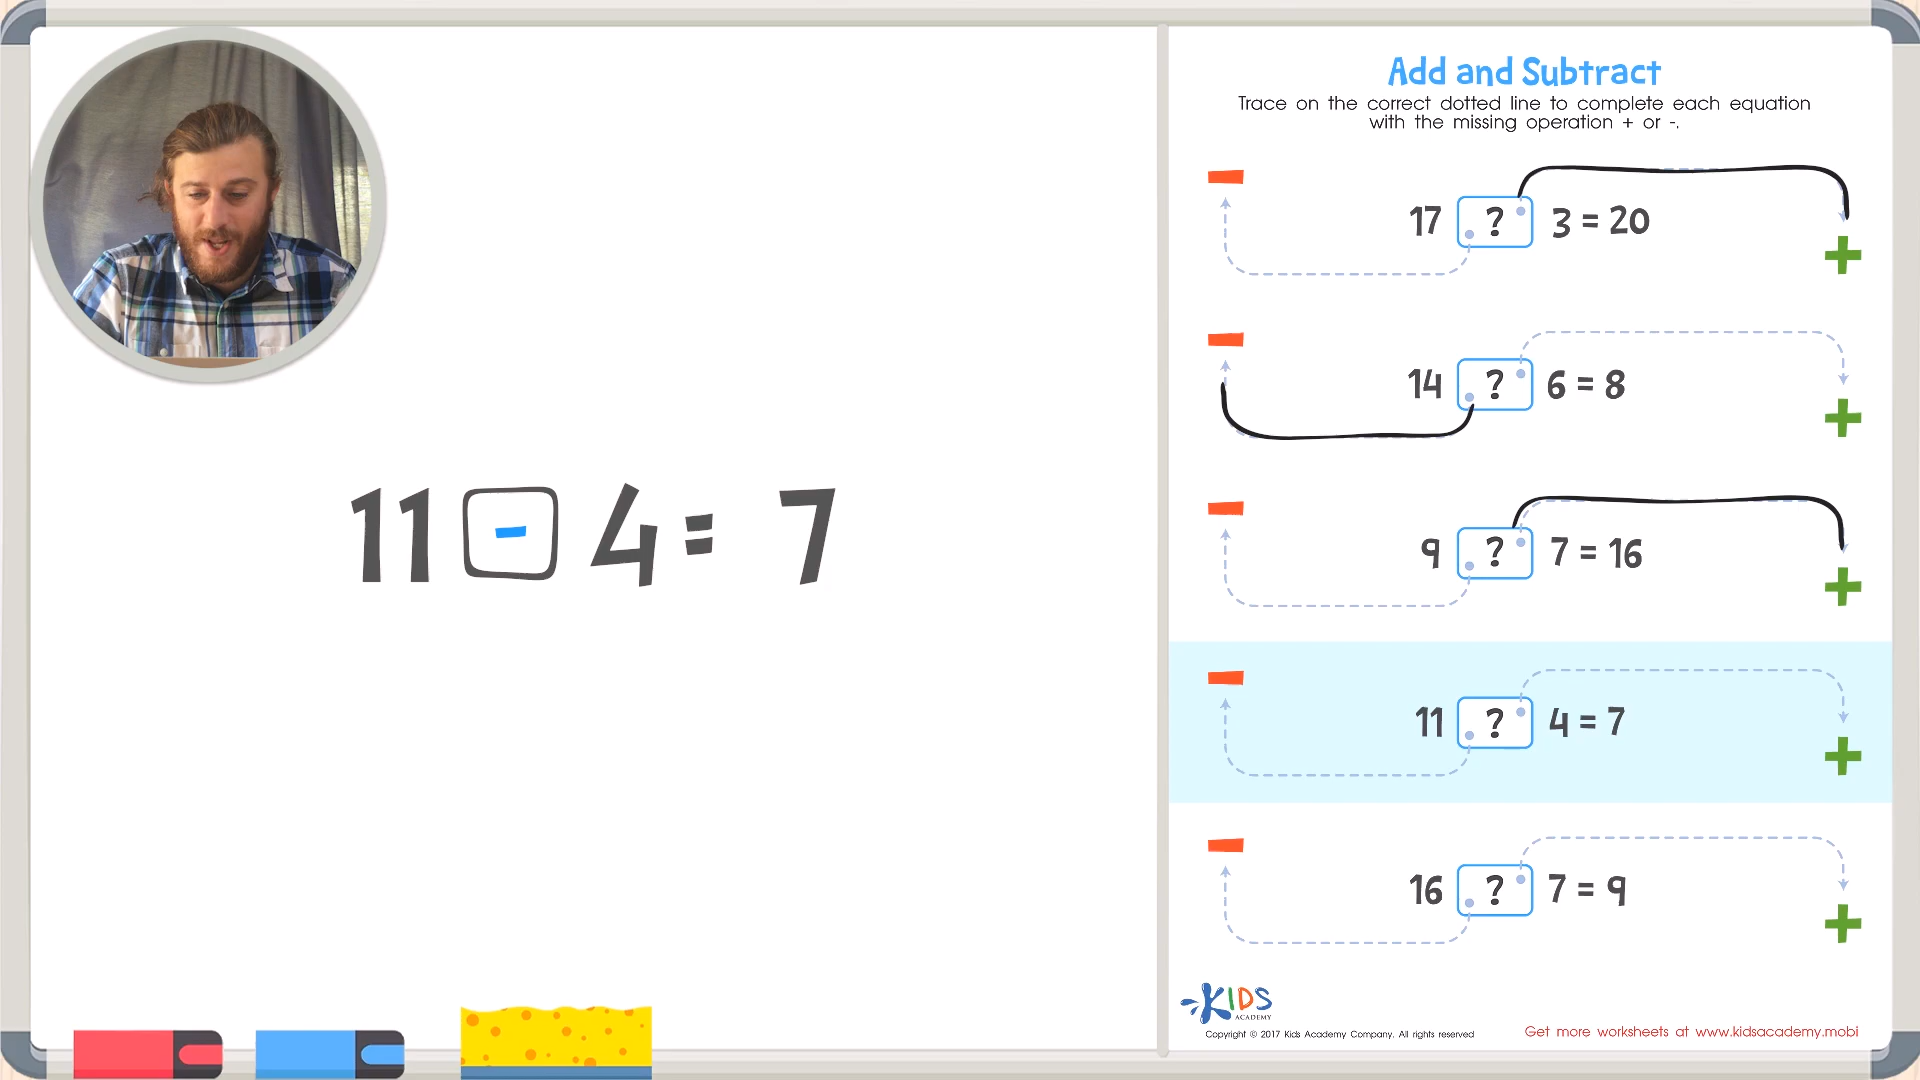 11 - 4 = 7
Add and Subtract
Trace on the correct dotted line to complete each equation
with the missing operation + or -.
-
17 ? 3 = 20
+
-
14 ? 6 = 8
+
-
9 ? 7 = 16
+
-
11 ? 4 = 7
+
-
16 ? 7 = 9
+
KIDS
ACADEMY
Copyright © 2017 Kids Academy Company. All rights reserved
Get more worksheets at www.kidsacademy.mobi